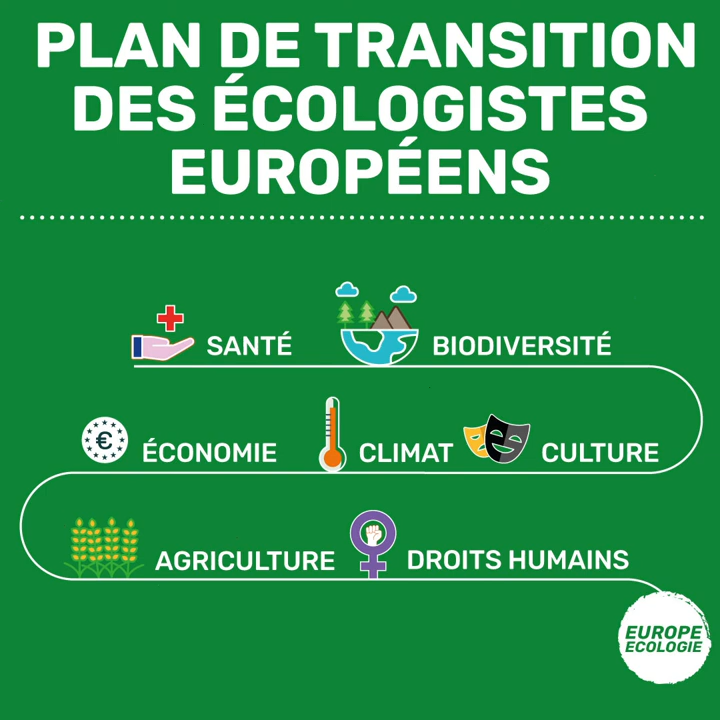 PLAN DE TRANSITION
DES ÉCOLOGISTES
EUROPÉENS
SANTÉ
BIODIVERSITÉ
€
ÉCONOMIE
CLIMAT
CULTURE
AGRICULTURE
DROITS HUMAINS
EUROPE
ECOLOGIE